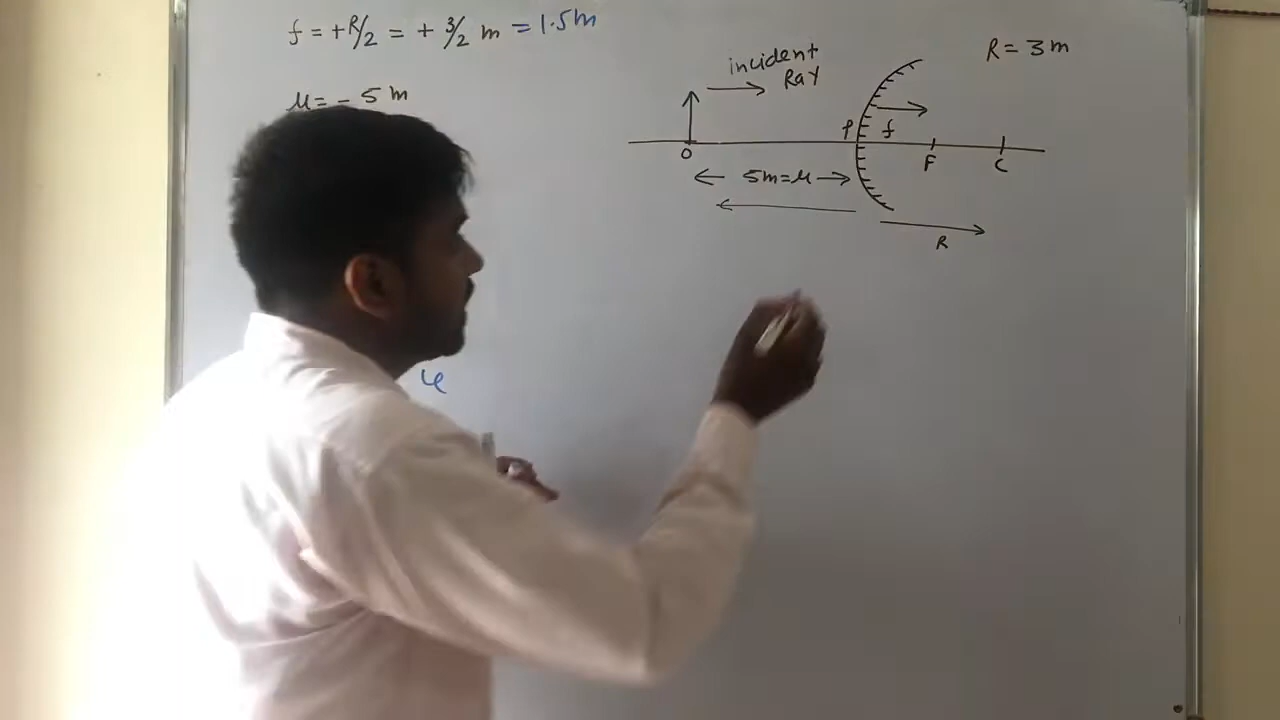 f = +R/2 = + 3/2 m = 1.5m
u = - 5 m
R = 3m
incident
Ray
P
f
O
F
C
5m=u
R